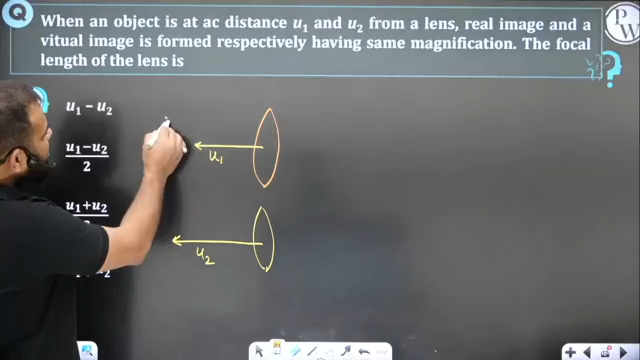 Q
When an object is at ac distance u₁ and u₂ from a lens, real image and a
vitual image is formed respectively having same magnification. The focal
length of the lens is
PW
u₁ − u₂
u₁−u₂
2
u₁+u₂
u₁
u₂